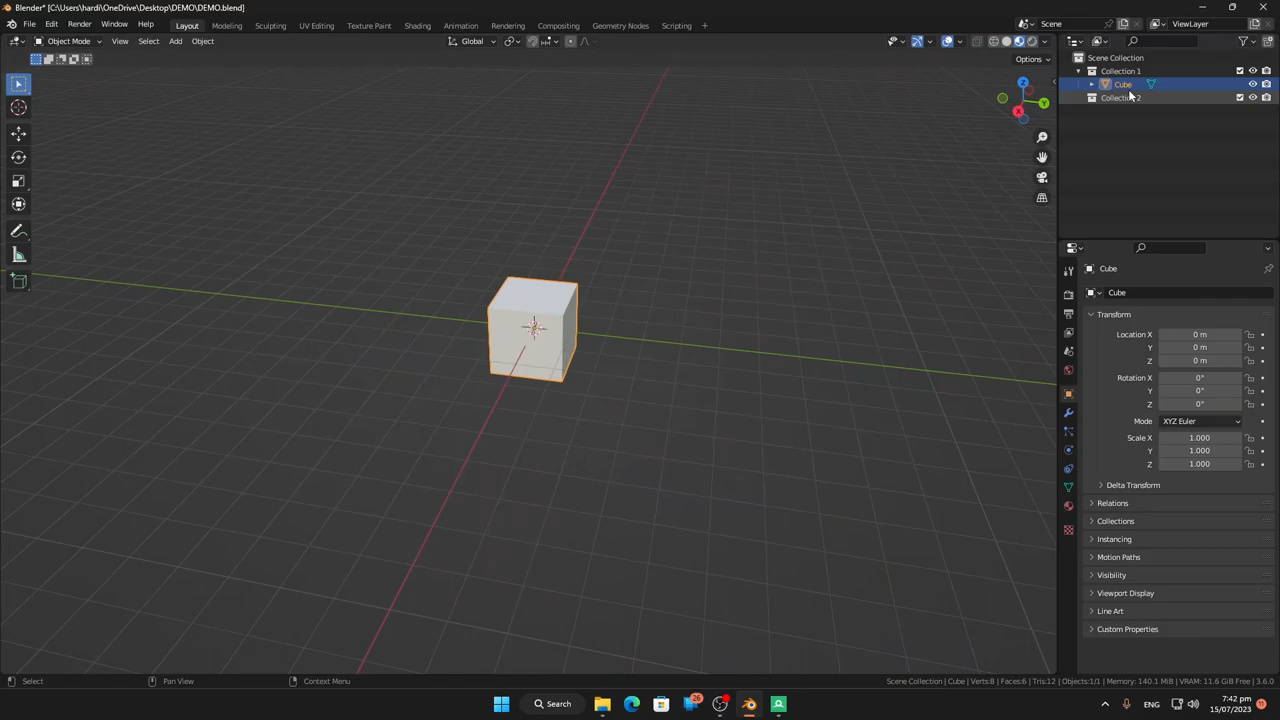 Blender* [C:\Users\hardi\OneDrive\Desktop\DEMO\DEMO.blend]
File Edit Render Window Help Layout Modeling Sculpting UV Editing Texture Paint Shading Animation Rendering Compositing Geometry Nodes Scripting + Scene ViewLayer
Object Mode View Select Add Object Global
Options
Scene Collection
Collection 1
Cube
Collection 2
Z
Y
X
Cube
Cube
Transform
Location X 0 m
Y 0 m
Z 0 m
Rotation X 0°
Y 0°
Z 0°
Mode XYZ Euler
Scale X 1.000
Y 1.000
Z 1.000
Delta Transform
Relations
Collections
Instancing
Motion Paths
Visibility
Viewport Display
Line Art
Custom Properties
Select Pan View Context Menu Scene Collection | Cube | Verts:8 | Faces:6 | Tris:12 | Objects:1/1 | Memory: 140.1 MiB | VRAM: 11.6 GiB Free | 3.6.0
Search 26 ENG 7:42 pm
15/07/2023